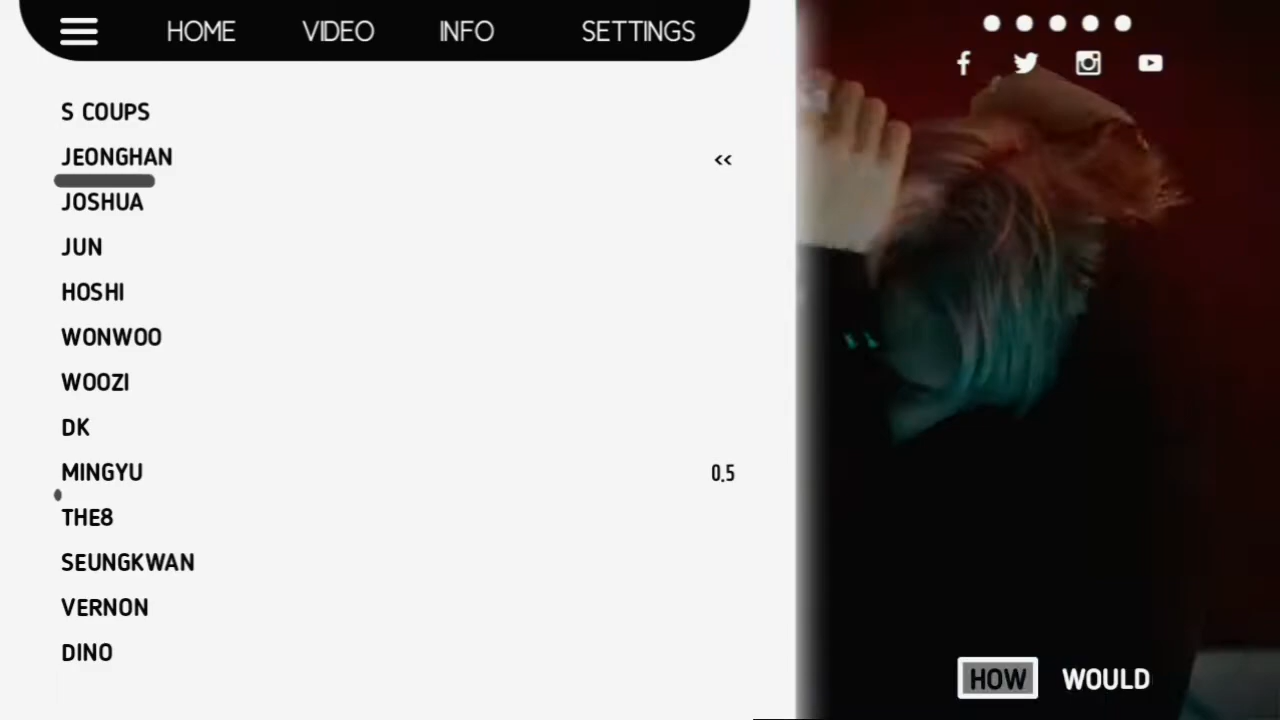 HOME VIDEO INFO SETTINGS
S COUPS
JEONGHAN <<
JOSHUA
JUN
HOSHI
WONWOO
WOOZI
DK
MINGYU 0.5
THE8
SEUNGKWAN
VERNON
DINO
HOW WOULD